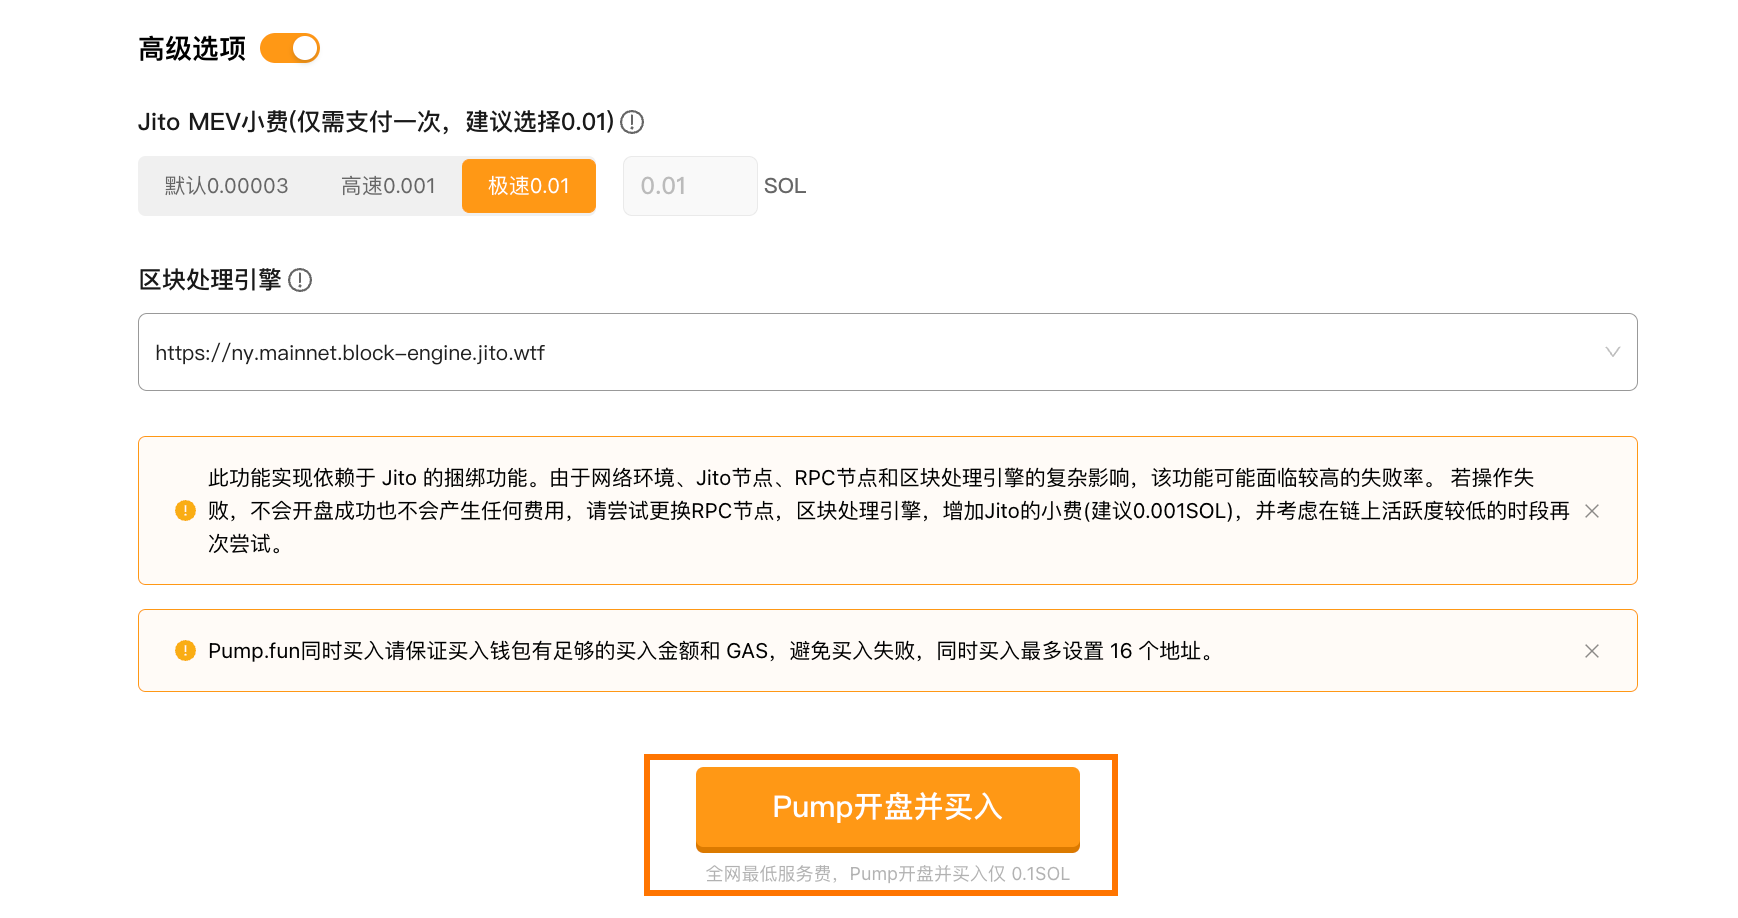 高级选项
Jito MEV小费(仅需支付一次，建议选择0.01)
默认0.00003 高速0.001 极速0.01 0.01 SOL
区块处理引擎
https://ny.mainnet.block-engine.jito.wtf
此功能实现依赖于 Jito 的捆绑功能。由于网络环境、Jito节点、RPC节点和区块处理引擎的复杂影响，该功能可能面临较高的失败率。 若操作失
败，不会开盘成功也不会产生任何费用，请尝试更换RPC节点，区块处理引擎，增加Jito的小费(建议0.001SOL)，并考虑在链上活跃度较低的时段再
次尝试。
Pump.fun同时买入请保证买入钱包有足够的买入金额和 GAS，避免买入失败，同时买入最多设置 16 个地址。
Pump开盘并买入
全网最低服务费，Pump开盘并买入仅 0.1SOL